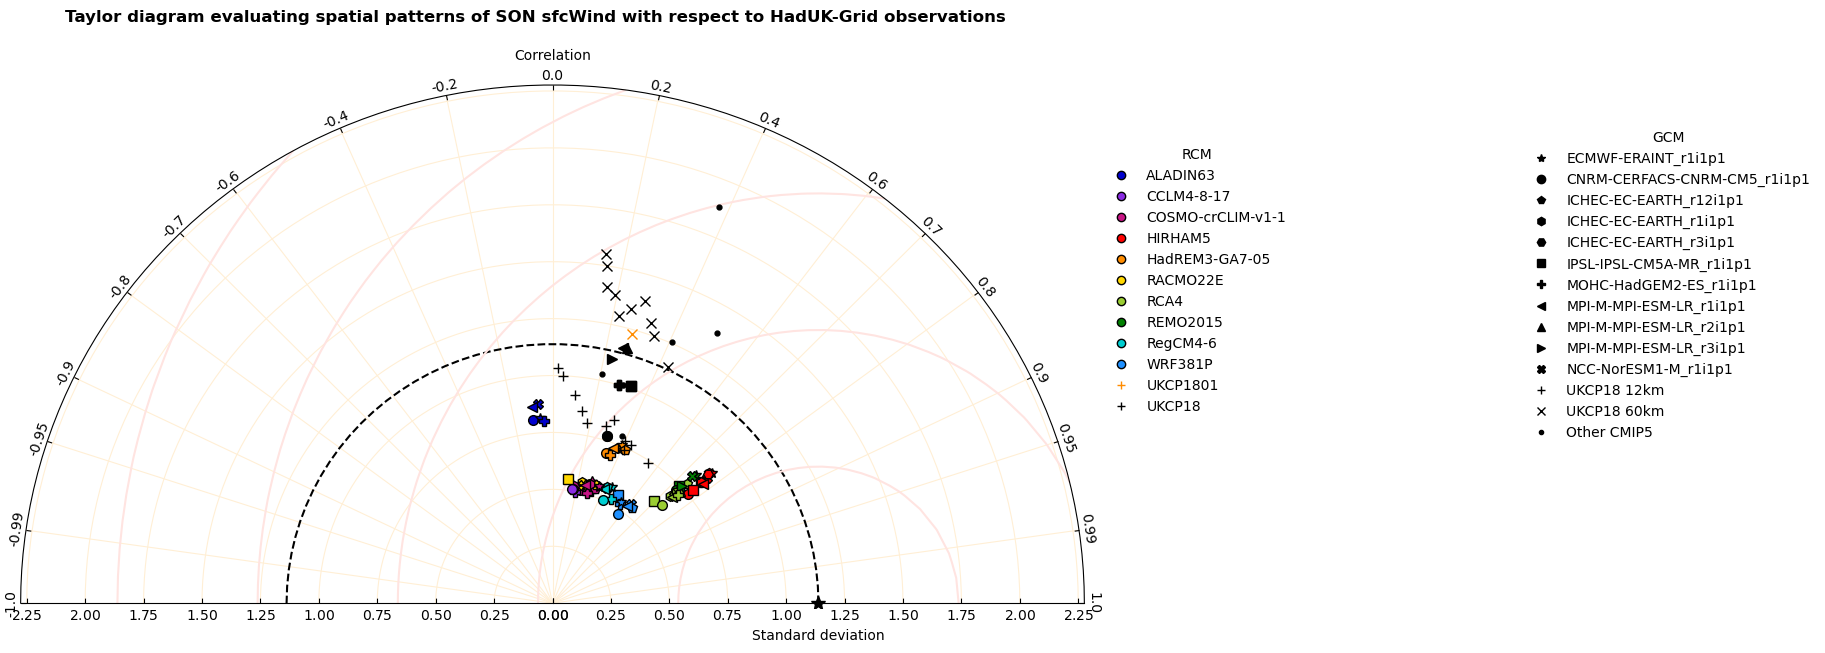 Taylor diagram evaluating spatial patterns of SON sfcWind with respect to HadUK-Grid observations
Correlation
0.0
-0.2
0.2
-0.4
0.4
-0.6
0.6
-0.7
0.7
-0.8
0.8
-0.9
0.9
-0.95
0.95
-0.99
0.99
-1.0
1.0
2.25
2.00
1.75
1.50
1.25
1.00
0.75
0.50
0.25
0.00
0.25
0.50
0.75
1.00
1.25
1.50
1.75
2.00
2.25
Standard deviation
RCM
ALADIN63
CCLM4-8-17
COSMO-crCLIM-v1-1
HIRHAM5
HadREM3-GA7-05
RACMO22E
RCA4
REMO2015
RegCM4-6
WRF381P
UKCP1801
UKCP18
GCM
ECMWF-ERAINT_r1i1p1
CNRM-CERFACS-CNRM-CM5_r1i1p1
ICHEC-EC-EARTH_r12i1p1
ICHEC-EC-EARTH_r1i1p1
ICHEC-EC-EARTH_r3i1p1
IPSL-IPSL-CM5A-MR_r1i1p1
MOHC-HadGEM2-ES_r1i1p1
MPI-M-MPI-ESM-LR_r1i1p1
MPI-M-MPI-ESM-LR_r2i1p1
MPI-M-MPI-ESM-LR_r3i1p1
NCC-NorESM1-M_r1i1p1
UKCP18 12km
UKCP18 60km
Other CMIP5